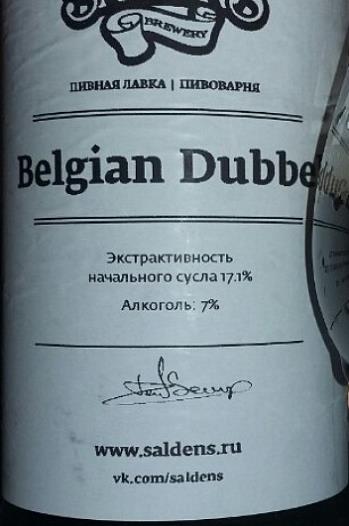 BREWERY
ПИВНАЯ ЛАВКА | ПИВОВАРНЯ
Belgian Dubbe
Экстрактивность
начального сусла 17.1%
Алкоголь: 7%
www.saldens.ru
vk.com/saldens